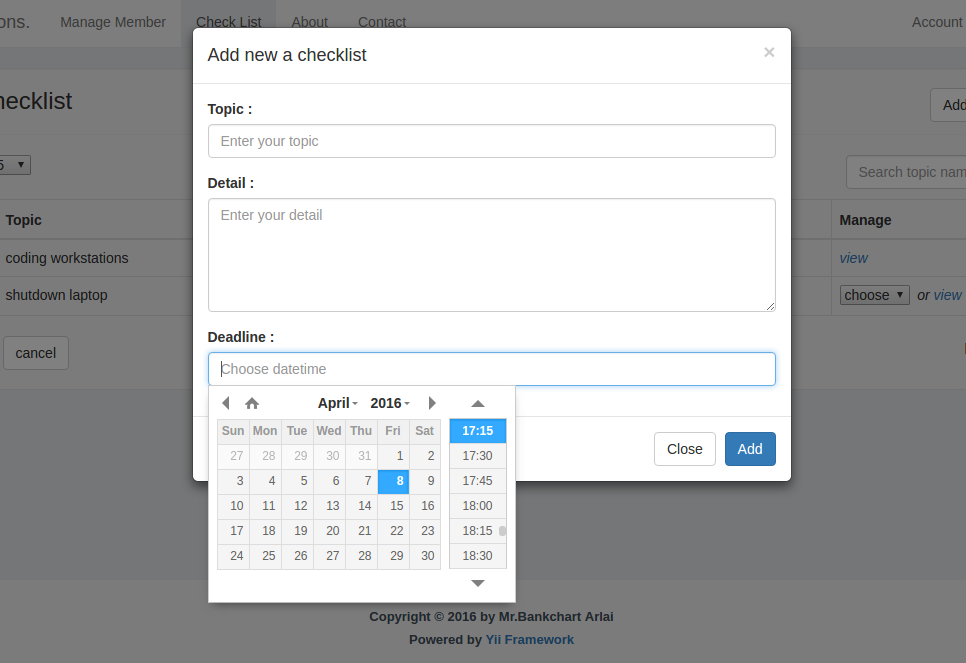 ons. Manage Member Check List About Contact Account
Add new a checklist ×
hecklist
Add
Topic :
Enter your topic
5
Search topic nam
Detail :
Enter your detail
Topic Manage
coding workstations view
shutdown laptop choose or view
Deadline :
Choose datetime
cancel
April 2016
Sun Mon Tue Wed Thu Fri Sat
27 28 29 30 31 1 2
3 4 5 6 7 8 9
10 11 12 13 14 15 16
17 18 19 20 21 22 23
24 25 26 27 28 29 30
17:15
17:30
17:45
18:00
18:15
18:30
Close Add
Copyright © 2016 by Mr.Bankchart Arlai
Powered by Yii Framework